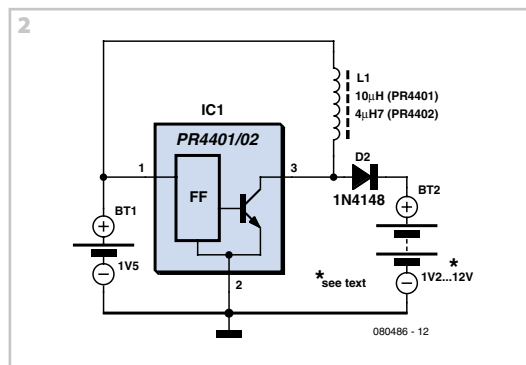 2
L1
10µH (PR4401)
4µH7 (PR4402)
IC1
PR4401/02
1
3
D2
FF
1N4148
BT2
BT1
1V5
2
*see text
*
1V2...12V
080486 - 12